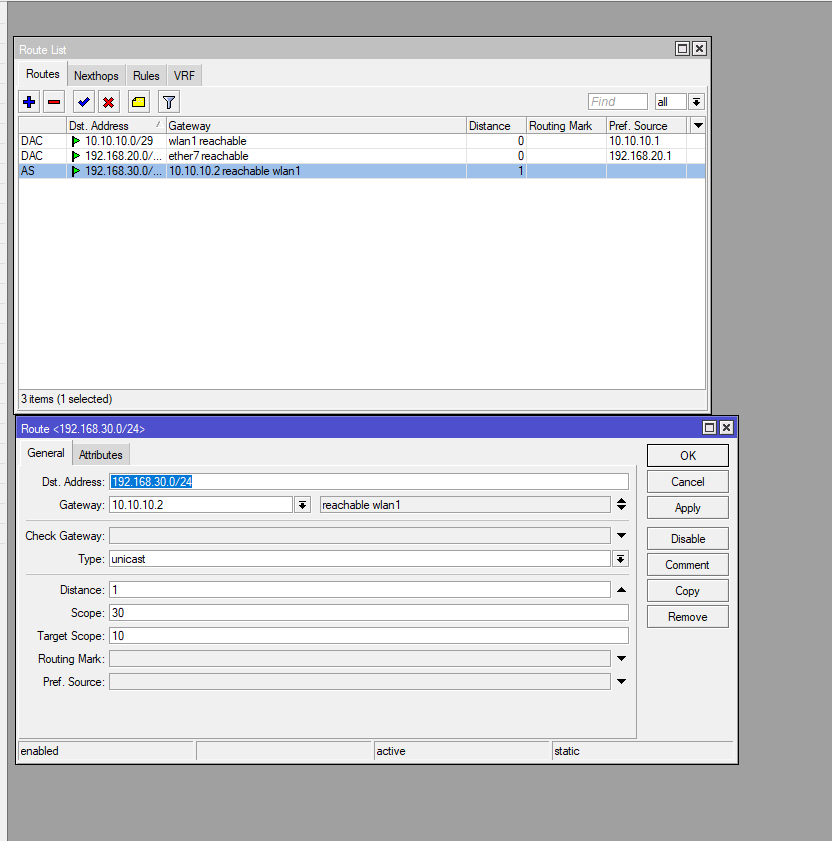 Route List
Routes Nexthops Rules VRF
Find all
Dst. Address Gateway Distance Routing Mark Pref. Source
DAC 10.10.10.0/29 wlan1 reachable 0 10.10.10.1
DAC 192.168.20.0/... ether7 reachable 0 192.168.20.1
AS 192.168.30.0/... 10.10.10.2 reachable wlan1 1
3 items (1 selected)
Route <192.168.30.0/24>
General Attributes
OK
Dst. Address: 192.168.30.0/24
Cancel
Gateway: 10.10.10.2 reachable wlan1
Apply
Check Gateway:
Disable
Type: unicast
Comment
Distance: 1
Copy
Scope: 30
Remove
Target Scope: 10
Routing Mark:
Pref. Source:
enabled active static